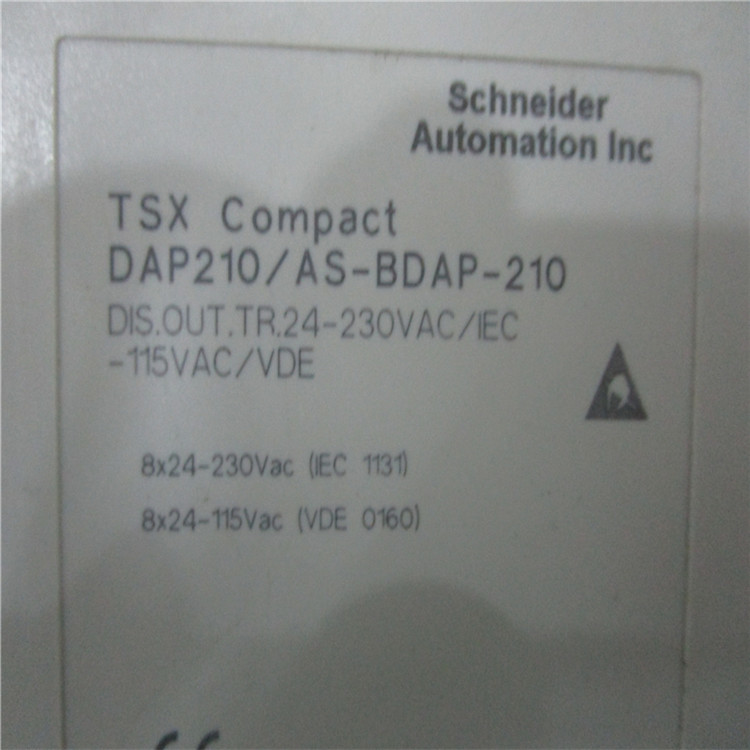 Schneider
Automation Inc
TSX Compact
DAP210/AS-BDAP-210
DIS.OUT.TR.24-230VAC/IEC
-115VAC/VDE
8x24-230Vac (IEC 1131)
8x24-115Vac (VDE 0160)